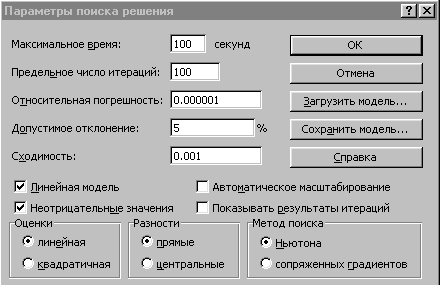 Параметры поиска решения
Максимальное время: 100 секунд OK
Предельное число итераций: 100 Отмена
Относительная погрешность: 0.000001 Загрузить модель...
Допустимое отклонение: 5 % Сохранить модель...
Сходимость: 0.001 Справка
Линейная модель Автоматическое масштабирование
Неотрицательные значения Показывать результаты итераций
Оценки Разности Метод поиска
линейная прямые Ньютона
квадратичная центральные сопряженных градиентов